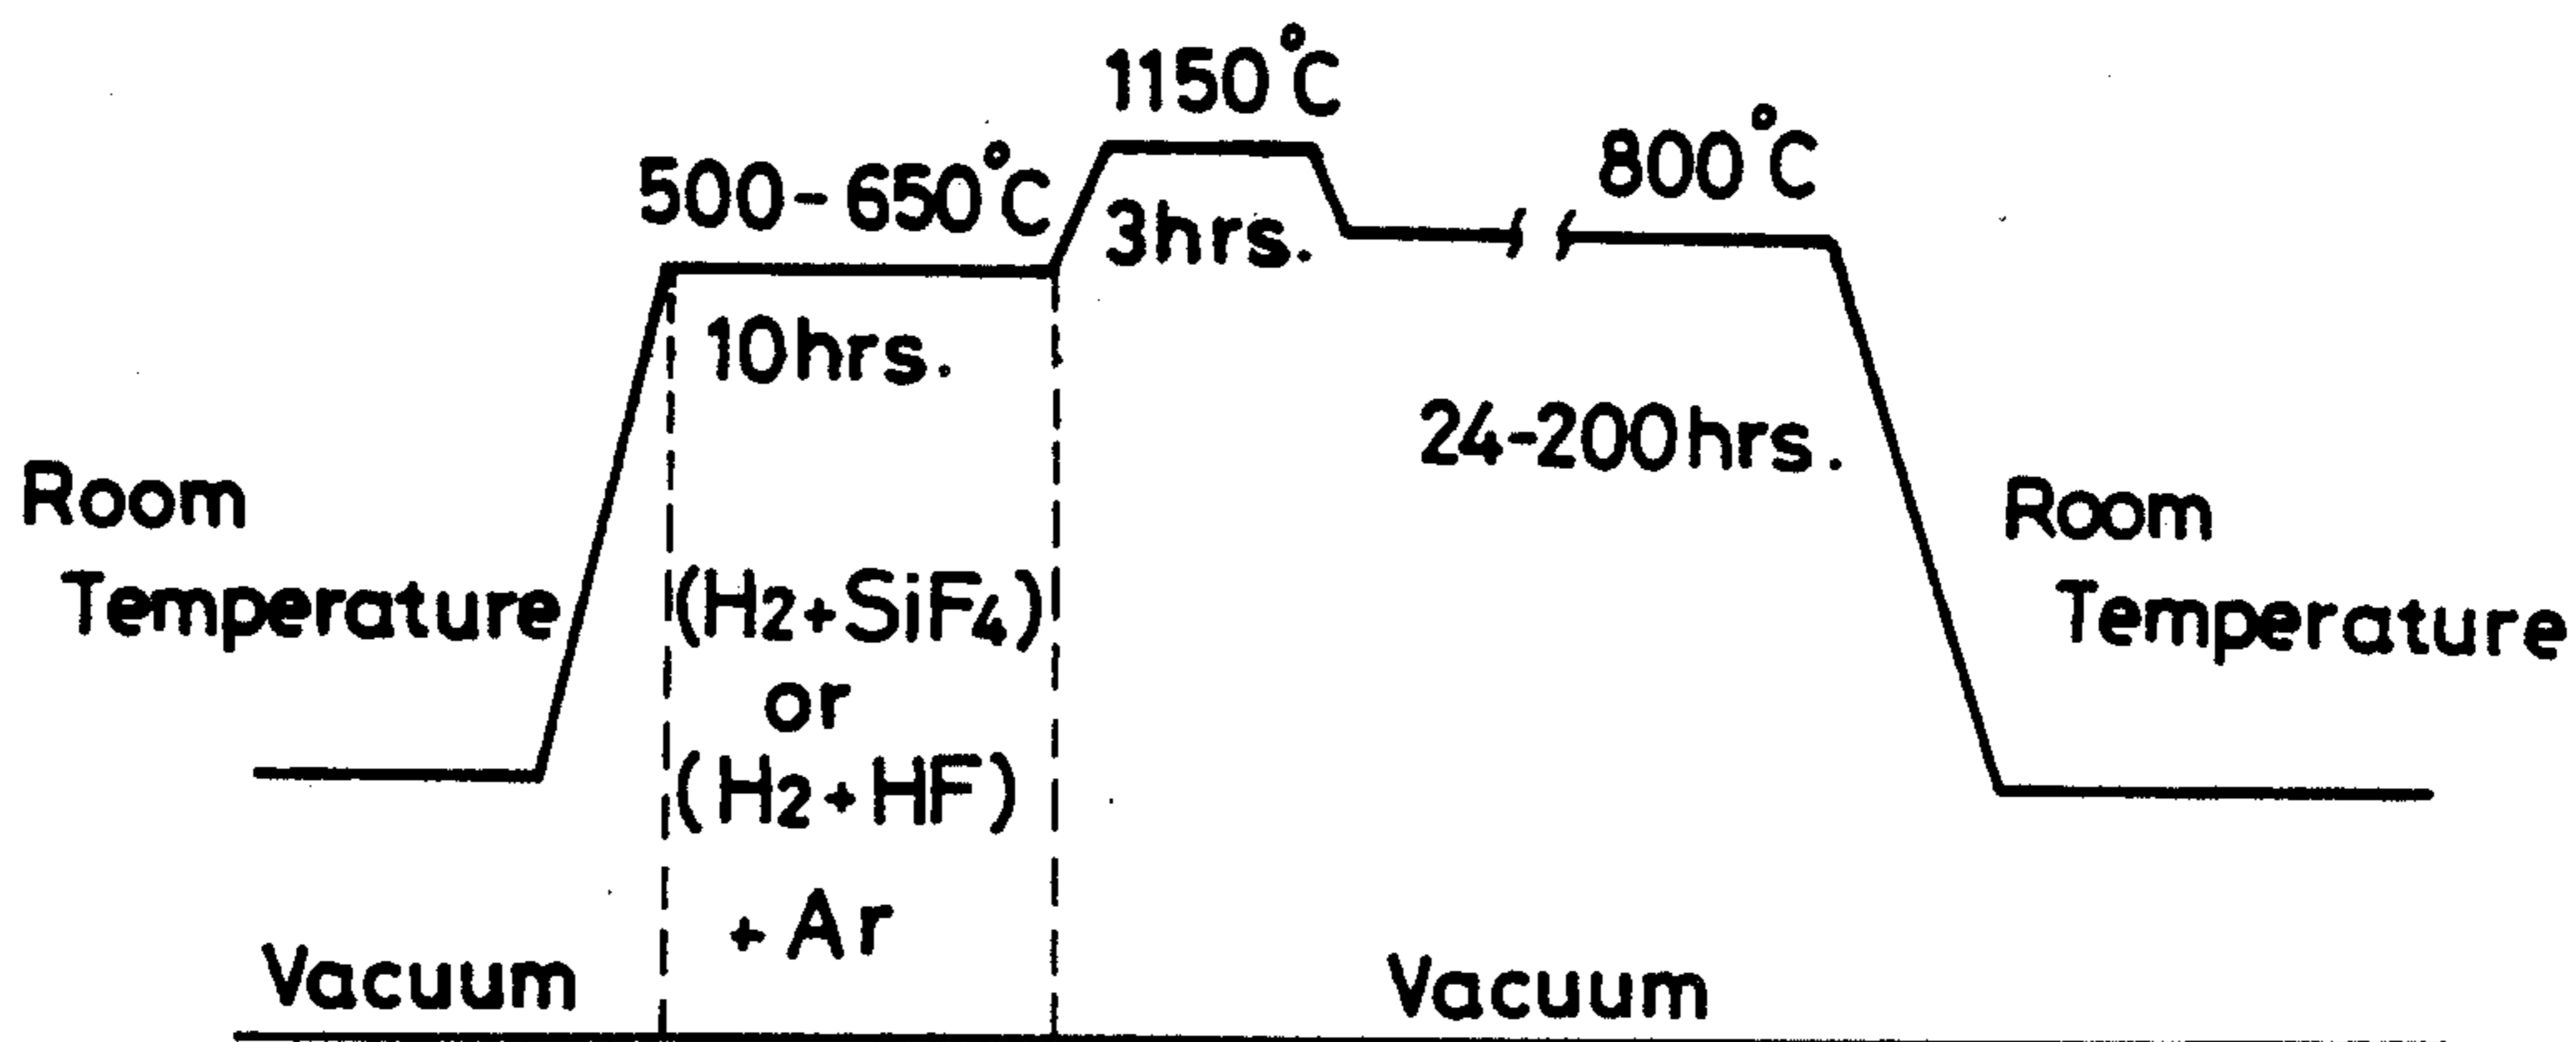 Room
Temperature
500-650°C
10hrs.
(H2+SiF4)
or
(H2+HF)
+Ar
1150°C
3hrs.
800°C
24-200hrs.
Room
Temperature
Vacuum
Vacuum